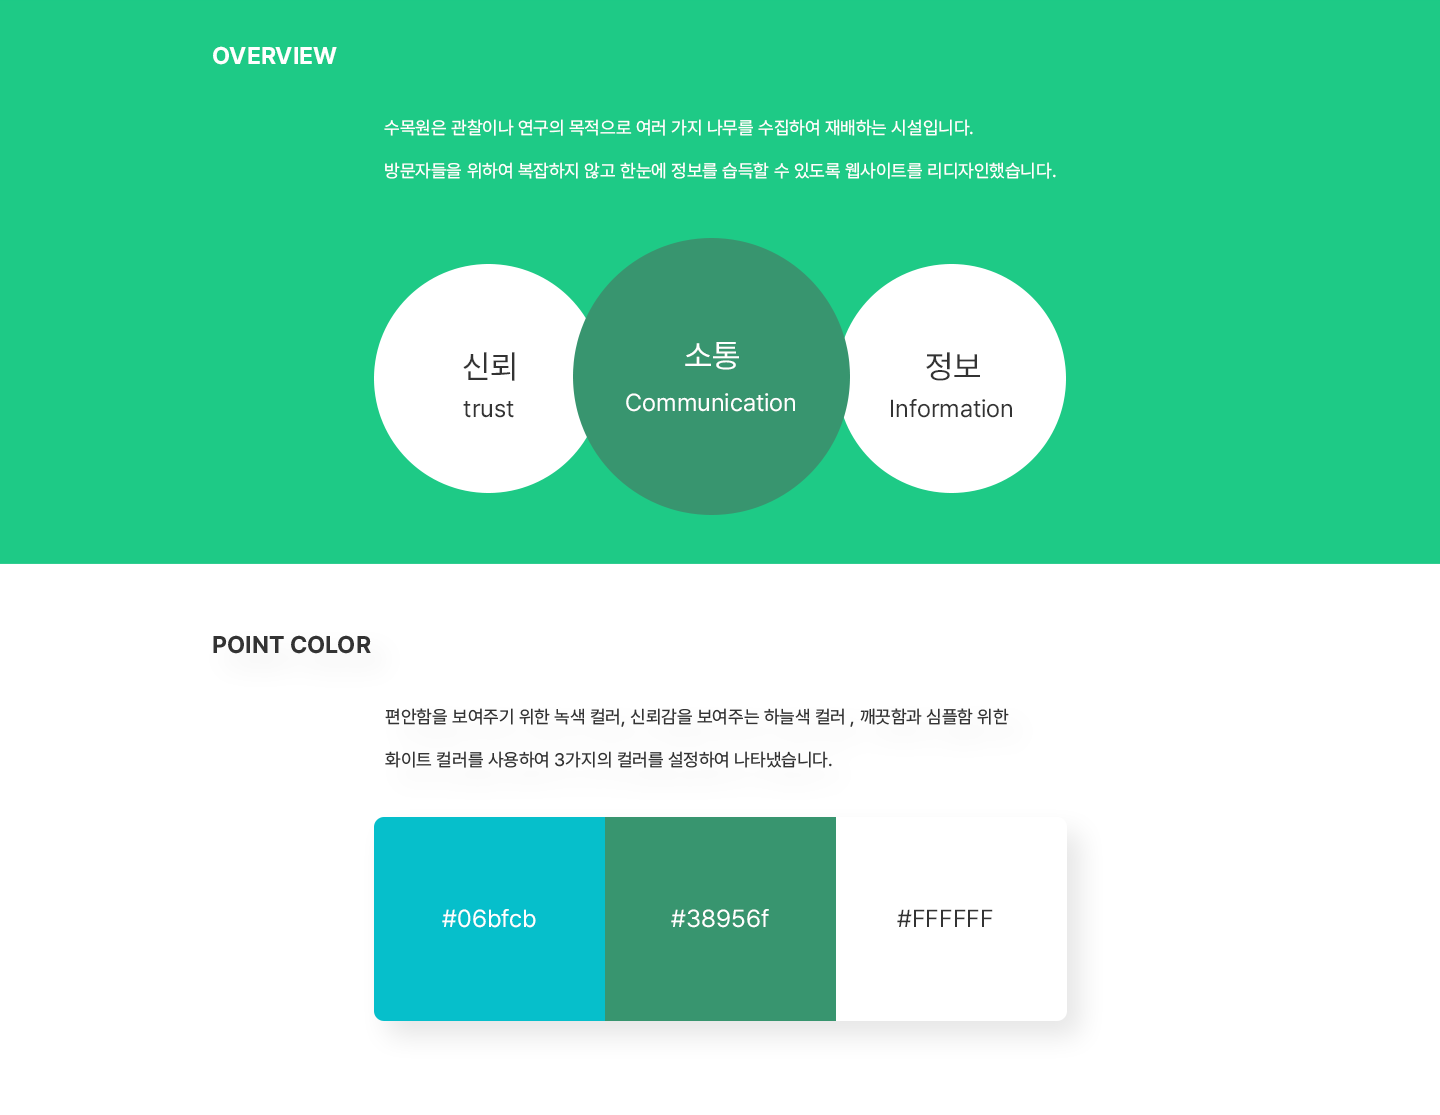 OVERVIEW
수목원은 관찰이나 연구의 목적으로 여러 가지 나무를 수집하여 재배하는 시설입니다.
방문자들을 위하여 복잡하지 않고 한눈에 정보를 습득할 수 있도록 웹사이트를 리디자인했습니다.
신뢰
trust
소통
Communication
정보
Information
POINT COLOR
편안함을 보여주기 위한 녹색 컬러, 신뢰감을 보여주는 하늘색 컬러 , 깨끗함과 심플함 위한
화이트 컬러를 사용하여 3가지의 컬러를 설정하여 나타냈습니다.
#06bfcb
#38956f
#FFFFFF